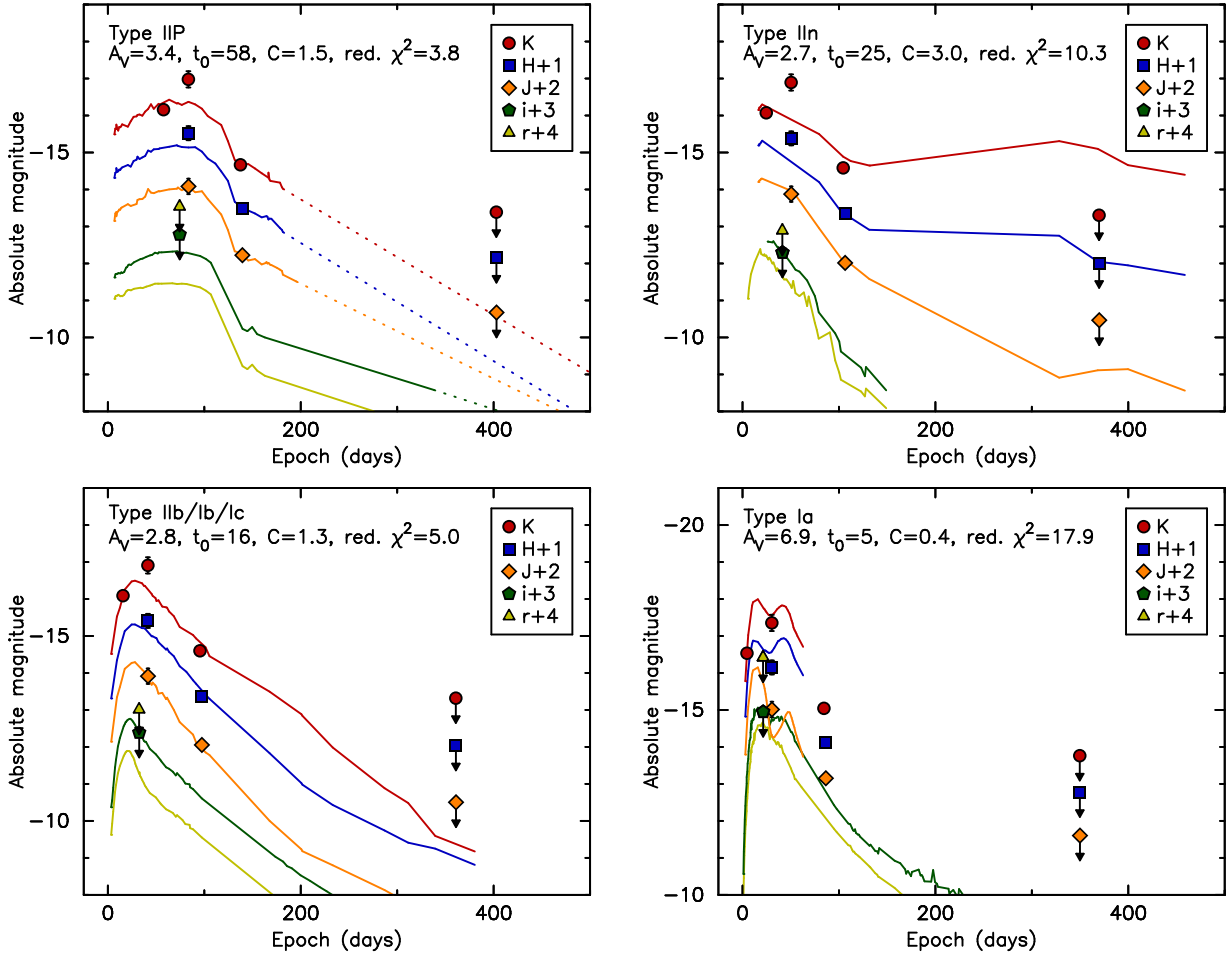 Type IIP
A_V=3.4, t_0=58, C=1.5, red. χ²=3.8
K
H+1
J+2
i+3
r+4
Absolute magnitude
−15
−10
0
200
400
Epoch (days)
Type IIn
A_V=2.7, t_0=25, C=3.0, red. χ²=10.3
K
H+1
J+2
i+3
r+4
Absolute magnitude
−15
−10
0
200
400
Epoch (days)
Type IIb/Ib/Ic
A_V=2.8, t_0=16, C=1.3, red. χ²=5.0
K
H+1
J+2
i+3
r+4
Absolute magnitude
−15
−10
0
200
400
Epoch (days)
Type Ia
A_V=6.9, t_0=5, C=0.4, red. χ²=17.9
K
H+1
J+2
i+3
r+4
Absolute magnitude
−20
−15
−10
0
200
400
Epoch (days)